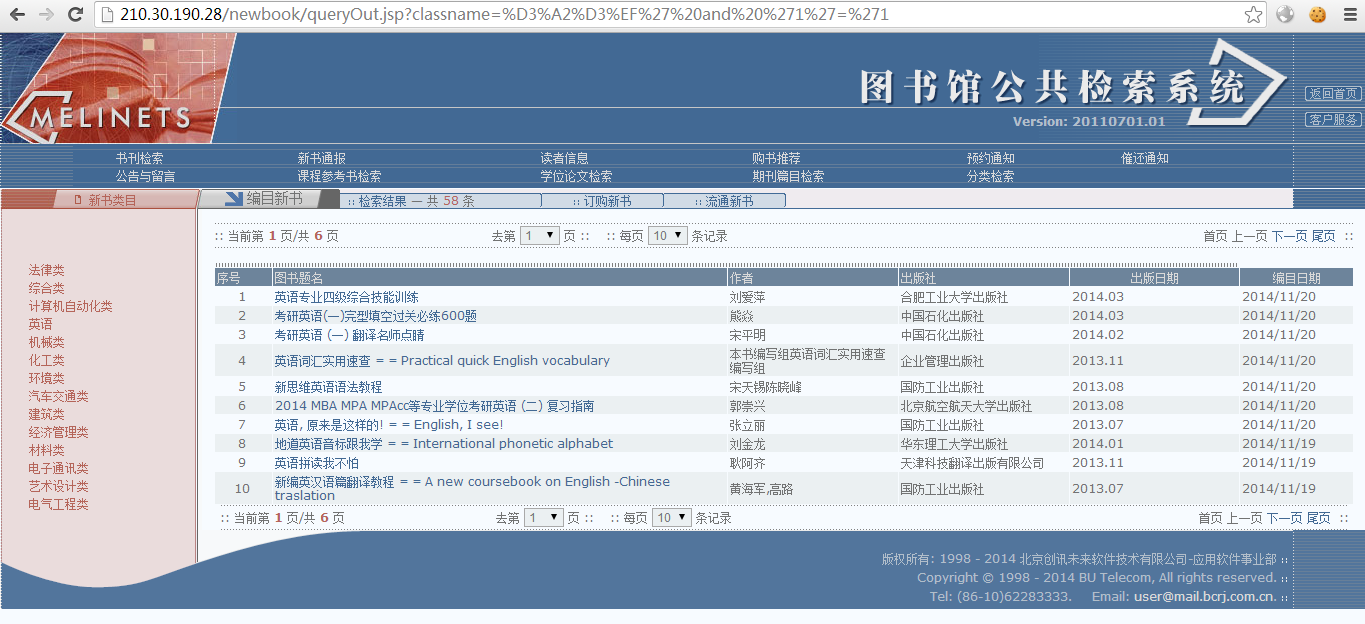 210.30.190.28/newbook/queryOut.jsp?classname=%D3%A2%D3%EF%27%20and%20%271%27=%271
MELINETS
图书馆公共检索系统
Version: 20110701.01
返回首页
客户服务
书刊检索 新书通报 读者信息 购书推荐 预约通知 催还通知
公告与留言 课程参考书检索 学位论文检索 期刊篇目检索 分类检索
新书类目 编目新书 :: 检索结果 — 共 58 条 :: 订购新书 :: 流通新书
:: 当前第 1 页/共 6 页 去第 1 页 :: :: 每页 10 条记录 首页 上一页 下一页 尾页 ::
法律类
综合类
计算机自动化类
英语
机械类
化工类
环境类
汽车交通类
建筑类
经济管理类
材料类
电子通讯类
艺术设计类
电气工程类
序号 图书题名 作者 出版社 出版日期 编目日期
1 英语专业四级综合技能训练 刘爱萍 合肥工业大学出版社 2014.03 2014/11/20
2 考研英语(一)完型填空过关必练600题 熊焱 中国石化出版社 2014.03 2014/11/20
3 考研英语 (一) 翻译名师点睛 宋平明 中国石化出版社 2014.02 2014/11/20
4 英语词汇实用速查 = = Practical quick English vocabulary 本书编写组英语词汇实用速查
编写组 企业管理出版社 2013.11 2014/11/20
5 新思维英语语法教程 宋天锡陈晓峰 国防工业出版社 2013.08 2014/11/20
6 2014 MBA MPA MPAcc等专业学位考研英语 (二) 复习指南 郭崇兴 北京航空航天大学出版社 2013.08 2014/11/20
7 英语, 原来是这样的! = = English, I see! 张立丽 国防工业出版社 2013.07 2014/11/20
8 地道英语音标跟我学 = = International phonetic alphabet 刘金龙 华东理工大学出版社 2014.01 2014/11/19
9 英语拼读我不怕 耿阿齐 天津科技翻译出版有限公司 2013.11 2014/11/19
10 新编英汉语篇翻译教程 = = A new coursebook on English -Chinese
traslation 黄海军,高路 国防工业出版社 2013.07 2014/11/19
:: 当前第 1 页/共 6 页 去第 1 页 :: :: 每页 10 条记录 首页 上一页 下一页 尾页 ::
版权所有: 1998 - 2014 北京创讯未来软件技术有限公司-应用软件事业部 ::
Copyright © 1998 - 2014 BU Telecom, All rights reserved. ::
Tel: (86-10)62283333. Email: user@mail.bcrj.com.cn. ::